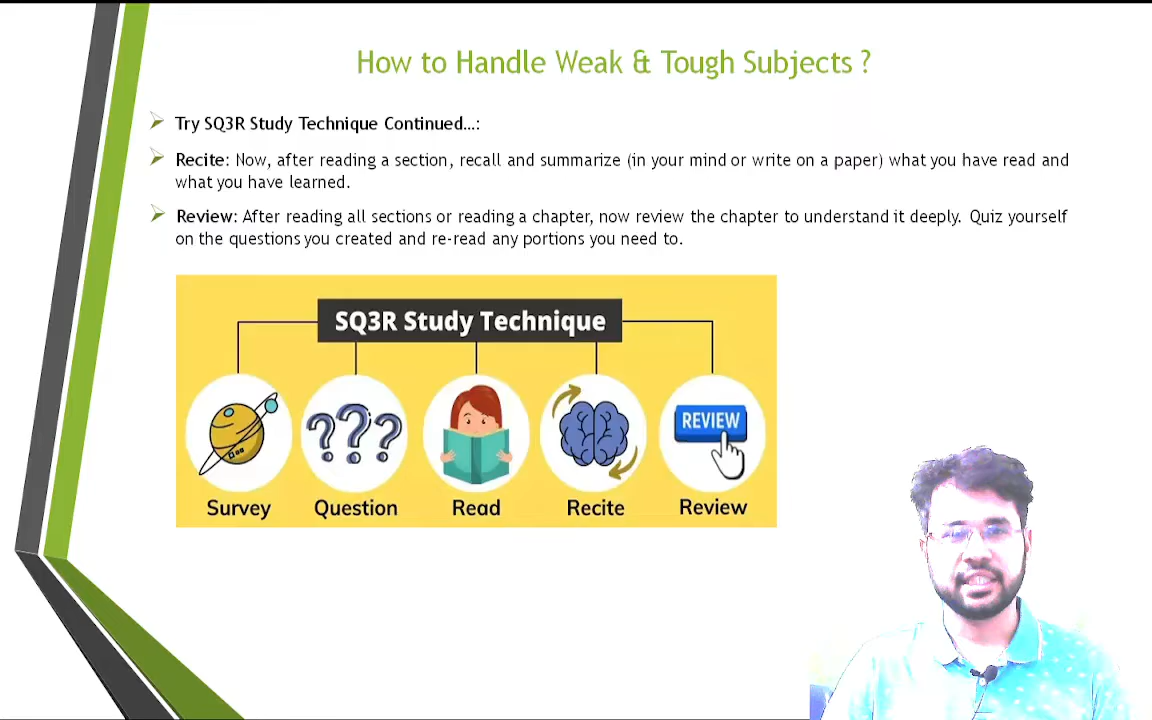 How to Handle Weak & Tough Subjects ?
Try SQ3R Study Technique Continued...:
Recite: Now, after reading a section, recall and summarize (in your mind or write on a paper) what you have read and
what you have learned.
Review: After reading all sections or reading a chapter, now review the chapter to understand it deeply. Quiz yourself
on the questions you created and re-read any portions you need to.
SQ3R Study Technique
???
REVIEW
Survey Question Read Recite Review